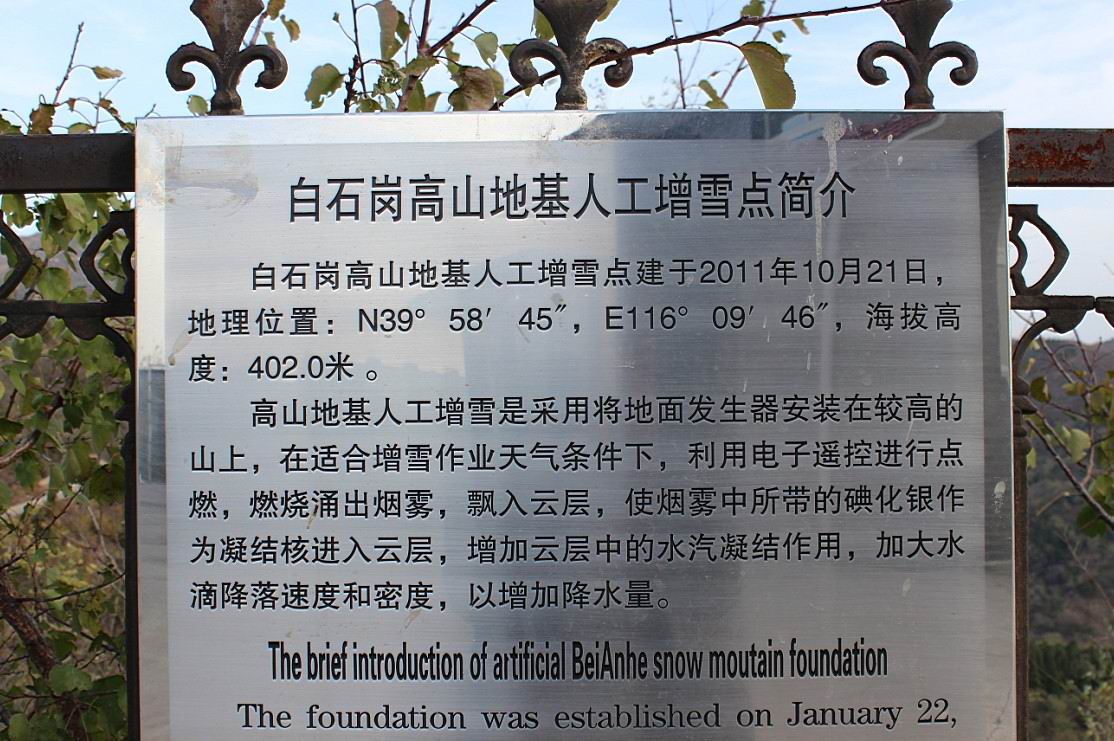 白石岗高山地基人工增雪点简介
白石岗高山地基人工增雪点建于2011年10月21日，
地理位置：N39° 58′ 45″，E116° 09′ 46″，海拔高
度：402.0米 。
高山地基人工增雪是采用将地面发生器安装在较高的
山上，在适合增雪作业天气条件下，利用电子遥控进行点
燃，燃烧涌出烟雾，飘入云层，使烟雾中所带的碘化银作
为凝结核进入云层，增加云层中的水汽凝结作用，加大水
滴降落速度和密度，以增加降水量。
The brief introduction of artificial BeiAnhe snow moutain foundation
The foundation was established on January 22,